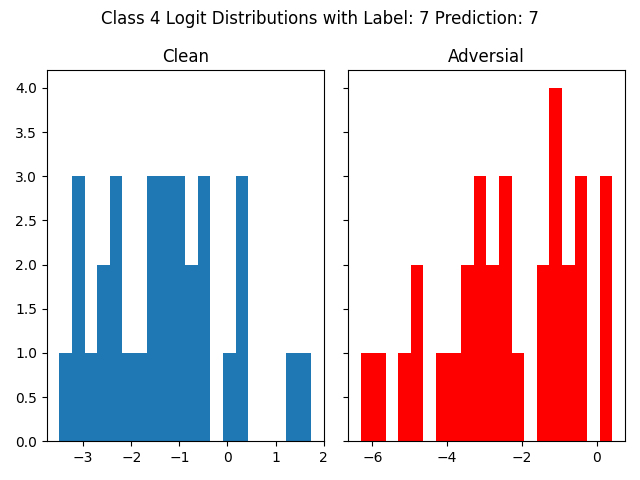 Class 4 Logit Distributions with Label: 7 Prediction: 7
Clean
Adversial
4.0
3.5
3.0
2.5
2.0
1.5
1.0
0.5
0.0
−3 −2 −1 0 1 2
−6 −4 −2 0